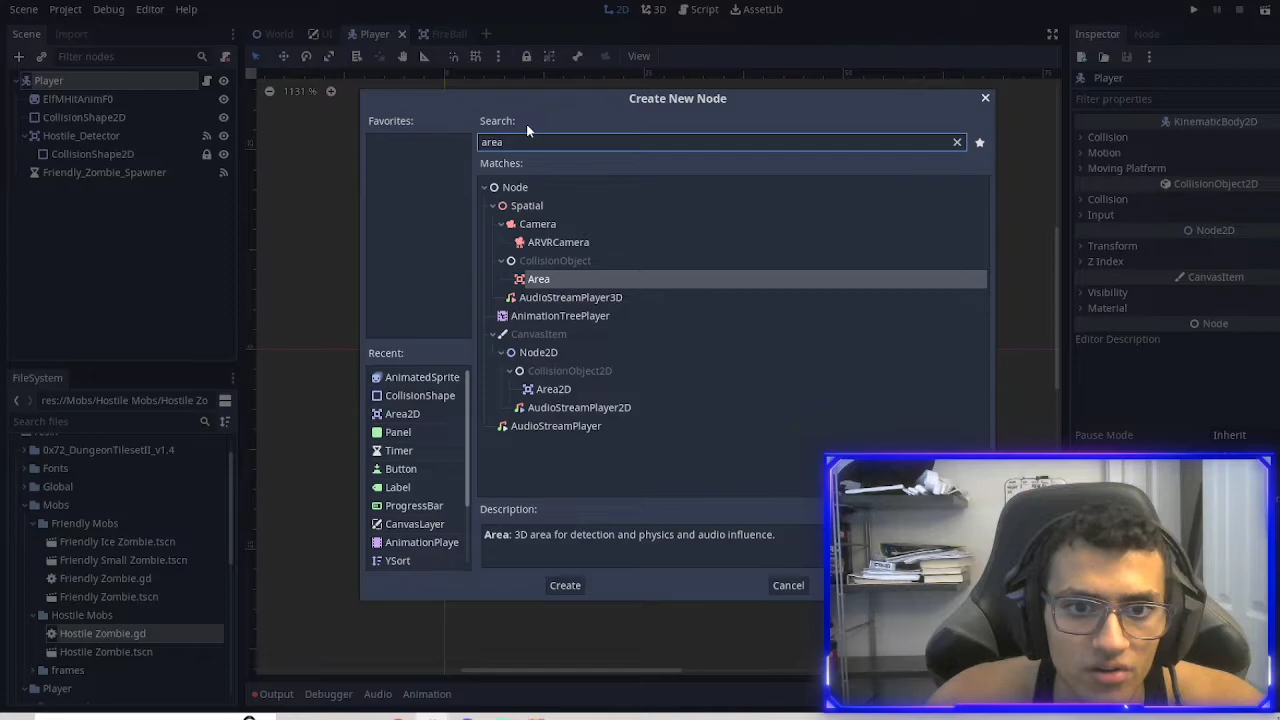 Scene Project Debug Editor Help
2D 3D Script AssetLib
Scene Import
World UI Player FireBall
Inspector Node
Filter nodes
View
Player
Player
ElfMHitAnimF0
CollisionShape2D
Hostile_Detector
CollisionShape2D
Friendly_Zombie_Spawner
0 25 50 75
1131 %
Create New Node
Favorites:
Search:
area
Matches:
Node
Spatial
Camera
ARVRCamera
CollisionObject
Area
AudioStreamPlayer3D
AnimationTreePlayer
CanvasItem
Node2D
CollisionObject2D
Area2D
AudioStreamPlayer2D
AudioStreamPlayer
Recent:
AnimatedSprite
CollisionShape
Area2D
Panel
Timer
Button
Label
ProgressBar
CanvasLayer
AnimationPlaye
YSort
Description:
Area: 3D area for detection and physics and audio influence.
Create
Cancel
Filter properties
KinematicBody2D
Collision
Motion
Moving Platform
CollisionObject2D
Collision
Input
Node2D
Transform
Z Index
CanvasItem
Visibility
Material
Node
Editor Description
Pause Mode Inherit
FileSystem
res://Mobs/Hostile Mobs/Hostile Zo
Search files
0x72_DungeonTilesetII_v1.4
Fonts
Global
Mobs
Friendly Mobs
Friendly Ice Zombie.tscn
Friendly Small Zombie.tscn
Friendly Zombie.gd
Friendly Zombie.tscn
Hostile Mobs
Hostile Zombie.gd
Hostile Zombie.tscn
frames
Player
Output Debugger Audio Animation